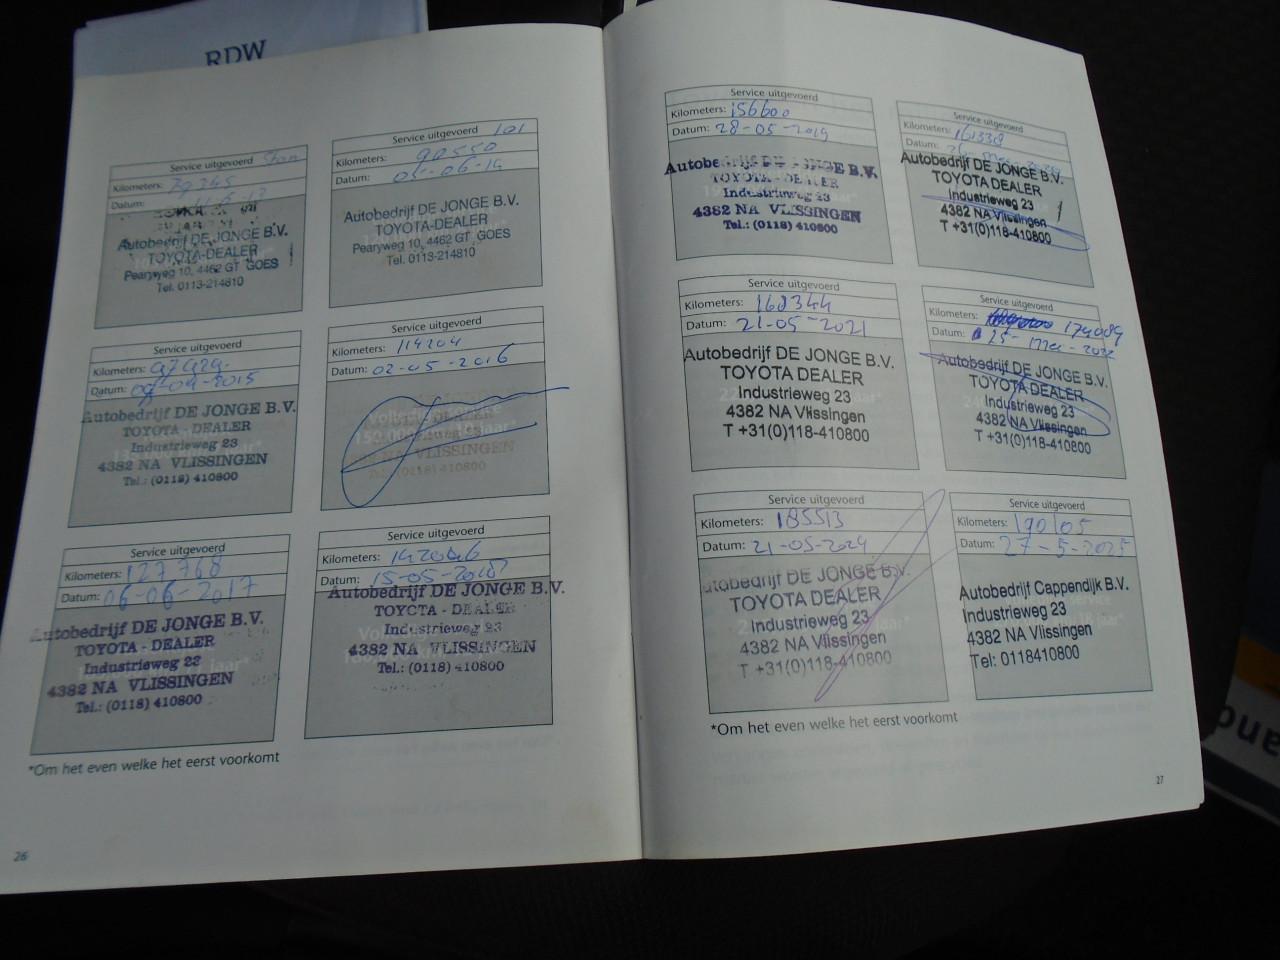 RDW
Service uitgevoerd
Kilometers:
Datum:
Autobedrijf DE JONGE B.V.
TOYOTA-DEALER
Pearyweg 10, 4462 GT GOES
Tel. 0113-214810
Service uitgevoerd 101
Kilometers: 90550
Datum: 06-14
Autobedrijf DE JONGE B.V.
TOYOTA-DEALER
Pearyweg 10, 4462 GT GOES
Tel. 0113-214810
Service uitgevoerd
Kilometers:
Datum: 2015
Autobedrijf DE JONGE B.V.
TOYOTA - DEALER
Industrieweg 23
4382 NA VLISSINGEN
Tel.: (0118) 410800
Service uitgevoerd
Kilometers: 114204
Datum: 02-05-2016
Service uitgevoerd
Kilometers: 127768
Datum: 06-06-2017
Autobedrijf DE JONGE B.V.
TOYOTA - DEALER
Industrieweg 23
4382 NA VLISSINGEN
Tel.: (0118) 410800
Service uitgevoerd
Kilometers:
Datum: 15-05-2018
Autobedrijf DE JONGE B.V.
TOYOTA - DEALER
Industrieweg 23
4382 NA VLISSINGEN
Tel.: (0118) 410800
*Om het even welke het eerst voorkomt
26
Service uitgevoerd
Kilometers: 156600
Datum: 28-05-2019
Autobedrijf DE JONGE B.V.
TOYOTA - DEALER
Industrieweg 23
4382 NA VLISSINGEN
Tel.: (0118) 410800
Service uitgevoerd
Kilometers: 161338
Datum:
Autobedrijf DE JONGE B.V.
TOYOTA DEALER
Industrieweg 23
4382 NA Vlissingen
T +31(0)118-410800
Service uitgevoerd
Kilometers: 168344
Datum: 21-05-2021
Autobedrijf DE JONGE B.V.
TOYOTA DEALER
Industrieweg 23
4382 NA Vlissingen
T +31(0)118-410800
Service uitgevoerd
Kilometers: 174089
Datum: 25-mei-2022
Autobedrijf DE JONGE B.V.
TOYOTA DEALER
Industrieweg 23
4382 NA Vlissingen
T +31(0)118-410800
Service uitgevoerd
Kilometers: 185513
Datum: 21-05-2024
Autobedrijf DE JONGE B.V.
TOYOTA DEALER
Industrieweg 23
4382 NA Vlissingen
T +31(0)118-410800
Service uitgevoerd
Kilometers: 190105
Datum: 27-5-2025
Autobedrijf Cappendijk B.V.
Industrieweg 23
4382 NA Vlissingen
Tel: 0118410800
*Om het even welke het eerst voorkomt
27